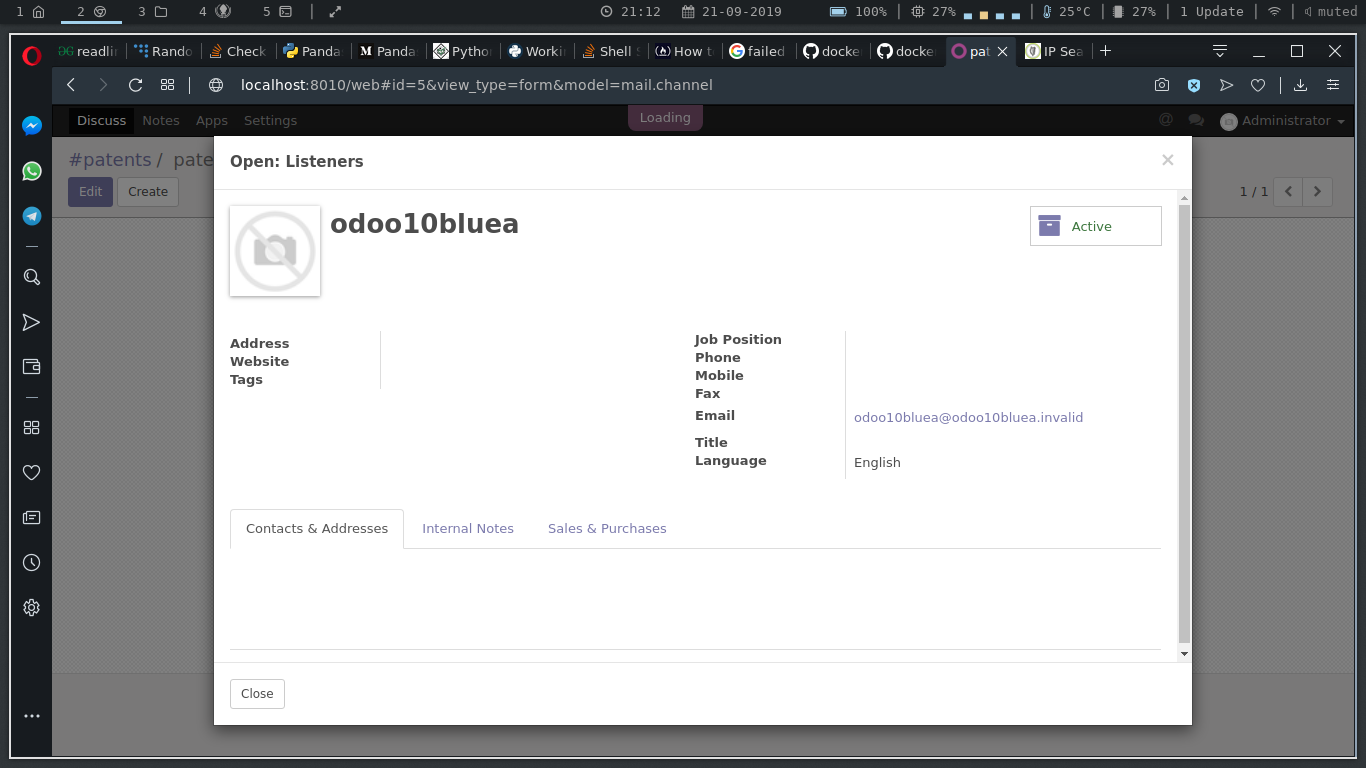 1 2 3 4 5 21:12 21-09-2019 100% 27% 25°C 27% 1 Update muted
readlin Rando Check Panda Panda Pytho Worki Shell S How t failed docke docke pat IP Sea
localhost:8010/web#id=5&view_type=form&model=mail.channel
Discuss Notes Apps Settings Loading Administrator
#patents / pate
Edit Create 1 / 1
Open: Listeners ×
odoo10bluea
Active
Address
Website
Tags
Job Position
Phone
Mobile
Fax
Email odoo10bluea@odoo10bluea.invalid
Title
Language English
Contacts & Addresses Internal Notes Sales & Purchases
Close